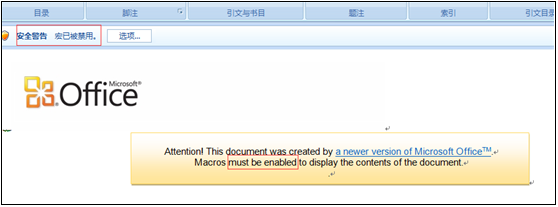 目录 脚注 引文与书目 题注 索引 引文目录
安全警告 宏已被禁用。 选项...
Microsoft®
Office
Attention! This document was created by a newer version of Microsoft Office™.
Macros must be enabled to display the contents of the document.